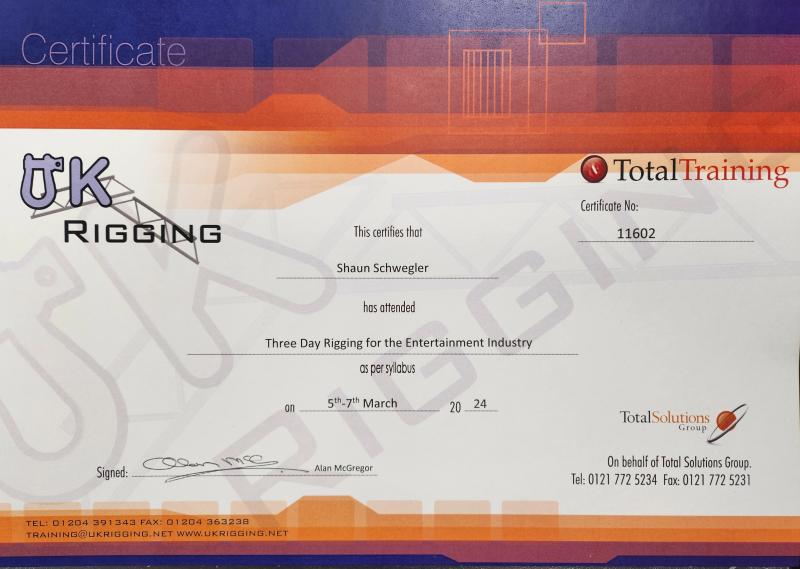 Certificate
UK
RIGGING
TotalTraining
Certificate No:
11602
This certifies that
Shaun Schwegler
has attended
Three Day Rigging for the Entertainment Industry
as per syllabus
on 5th-7th March 20 24
TotalSolutions
Group
Signed: Alan McGregor
On behalf of Total Solutions Group.
Tel: 0121 772 5234 Fax: 0121 772 5231
TEL: 01204 391343 FAX: 01204 363238
TRAINING@UKRIGGING.NET WWW.UKRIGGING.NET
UK RIGGING